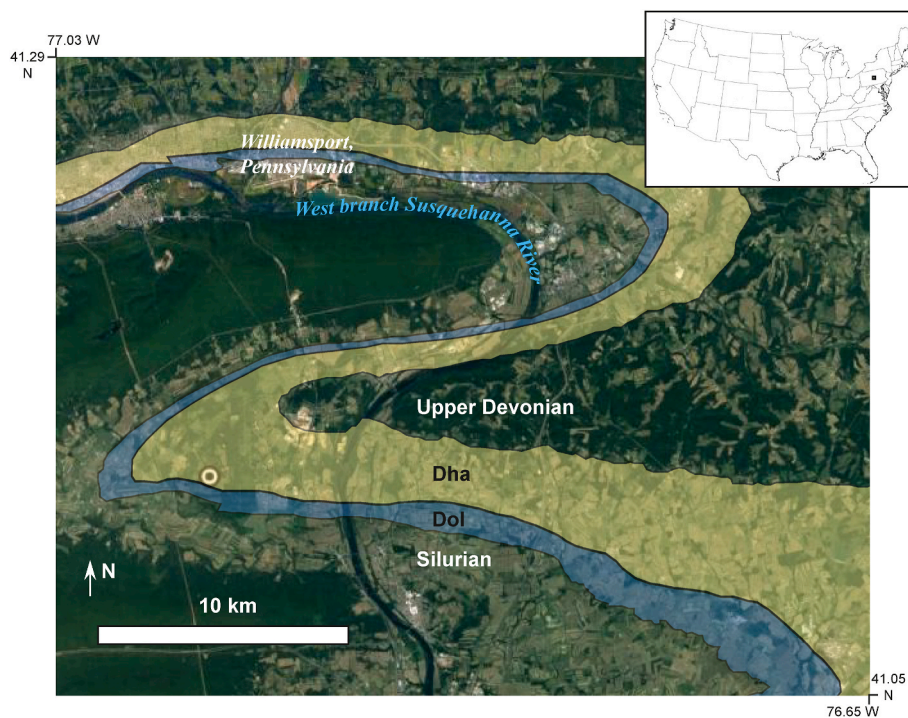 77.03 W
41.29
N
Williamsport,
Pennsylvania
West branch Susquehanna River
Upper Devonian
Dha
Dol
Silurian
N
10 km
41.05
N
76.65 W